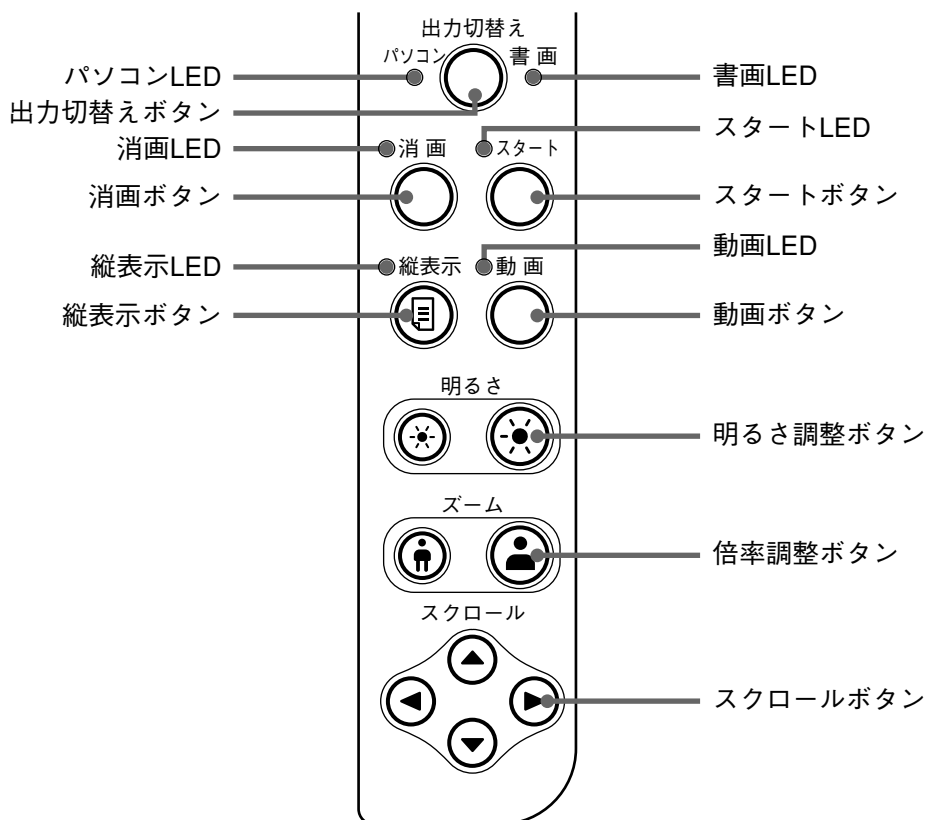 出力切替え
パソコン
書 画
パソコンLED
書画LED
出力切替えボタン
スタートLED
消画LED
消 画
スタート
消画ボタン
スタートボタン
動画LED
縦表示LED
縦表示
動 画
縦表示ボタン
動画ボタン
明るさ
明るさ調整ボタン
ズーム
倍率調整ボタン
スクロール
スクロールボタン